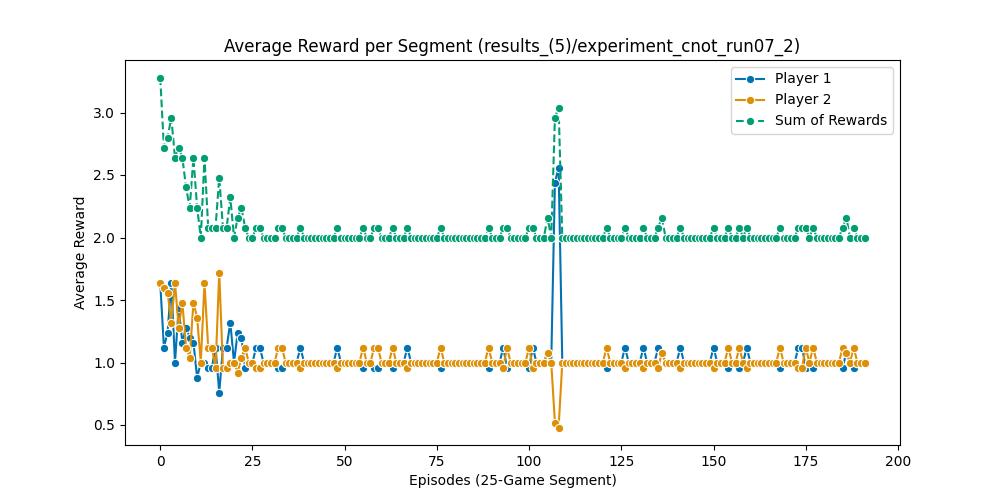 Average Reward per Segment (results_(5)/experiment_cnot_run07_2)
Player 1
Player 2
Sum of Rewards
Average Reward
3.0
2.5
2.0
1.5
1.0
0.5
0 25 50 75 100 125 150 175 200
Episodes (25-Game Segment)